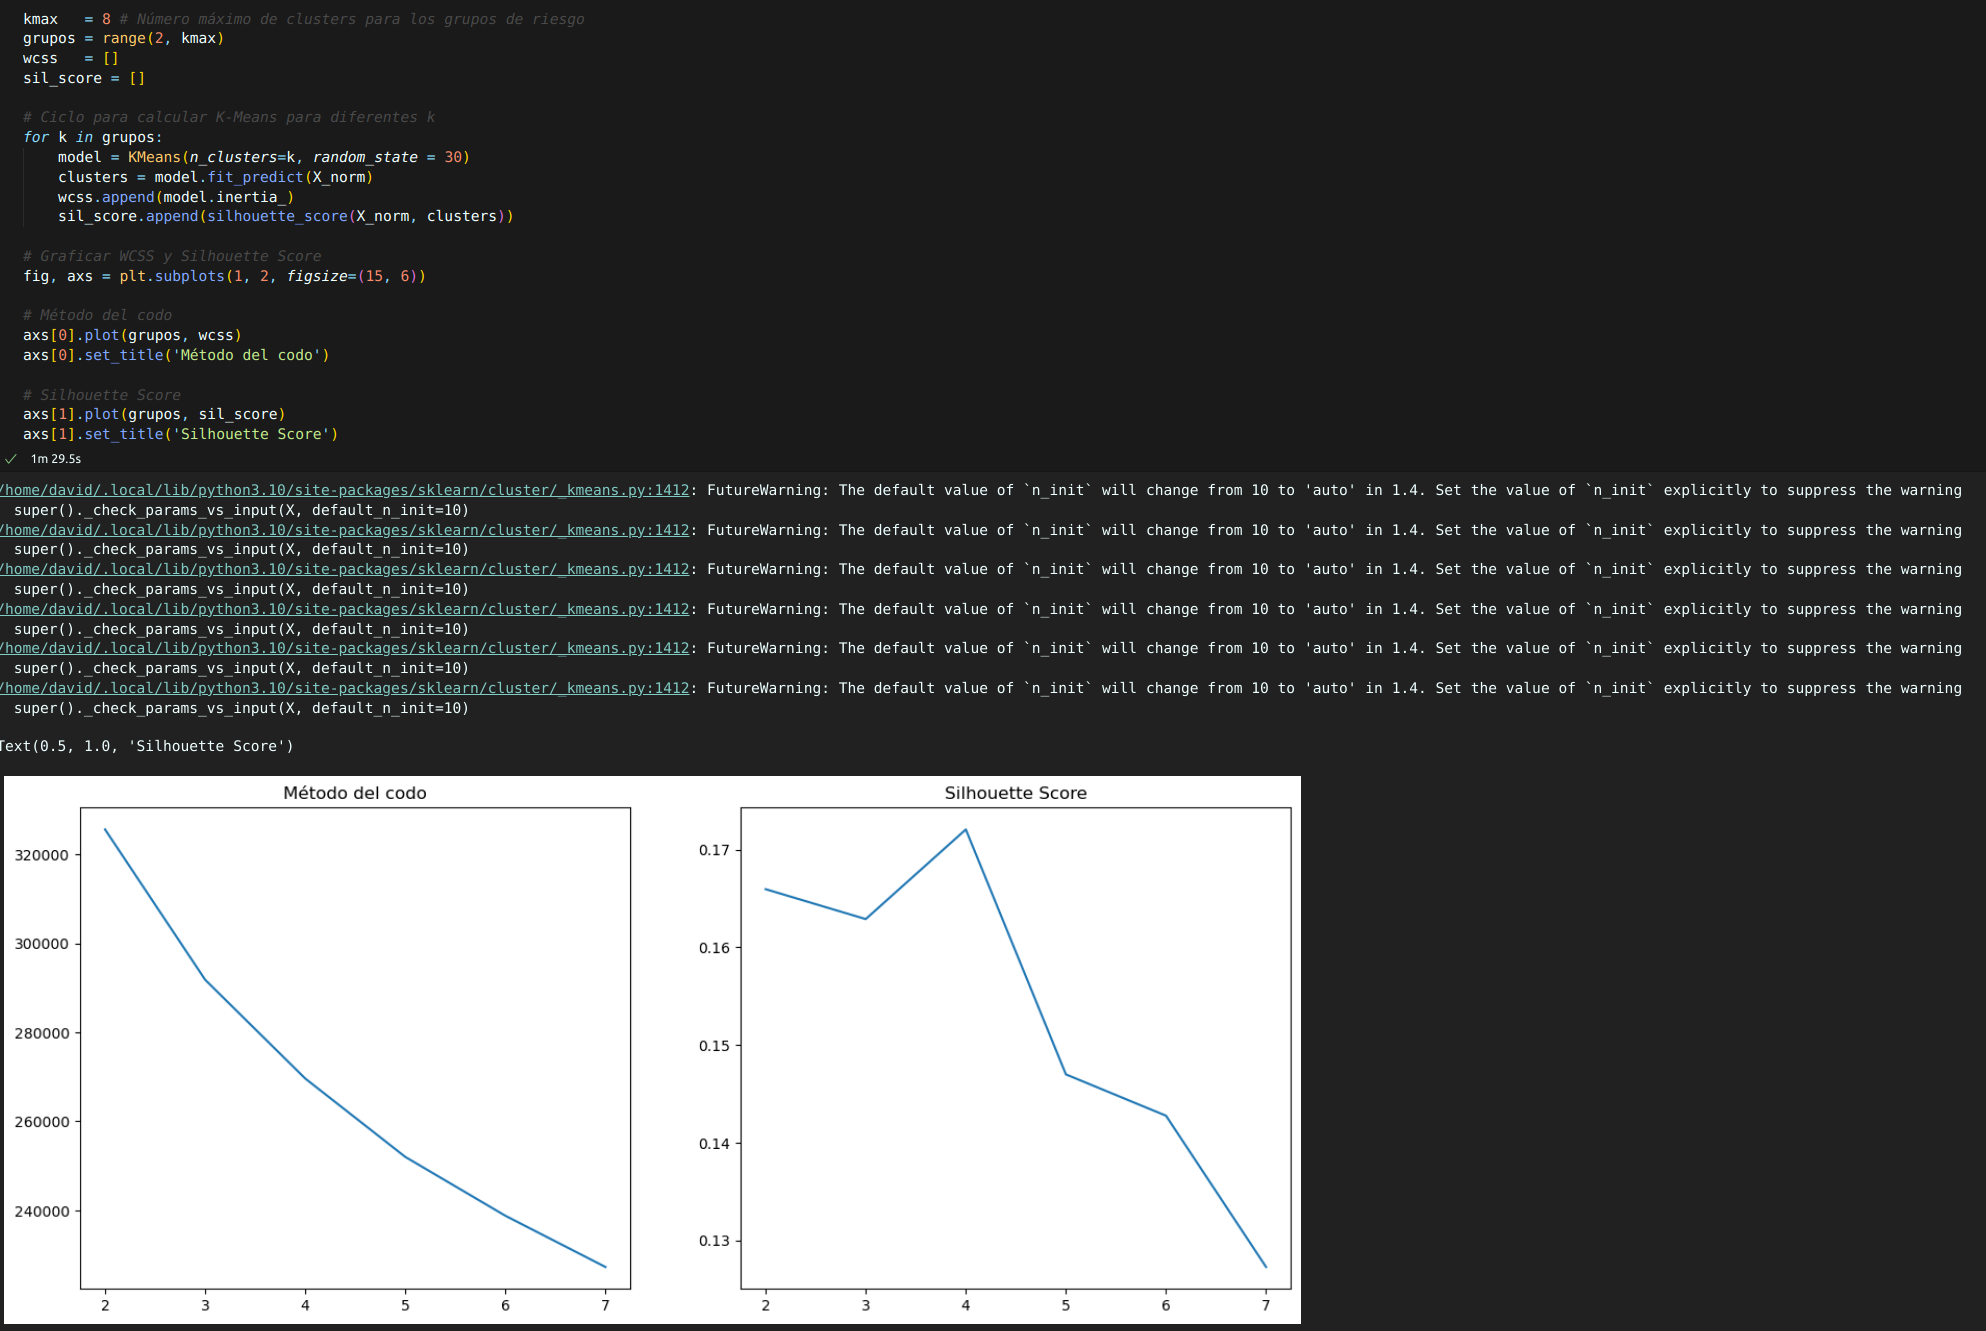 kmax   = 8 # Número máximo de clusters para los grupos de riesgo
grupos = range(2, kmax)
wcss   = []
sil_score = []
# Ciclo para calcular K-Means para diferentes k
for k in grupos:
    model = KMeans(n_clusters=k, random_state = 30)
    clusters = model.fit_predict(X_norm)
    wcss.append(model.inertia_)
    sil_score.append(silhouette_score(X_norm, clusters))
# Graficar WCSS y Silhouette Score
fig, axs = plt.subplots(1, 2, figsize=(15, 6))
# Método del codo
axs[0].plot(grupos, wcss)
axs[0].set_title('Método del codo')
# Silhouette Score
axs[1].plot(grupos, sil_score)
axs[1].set_title('Silhouette Score')
1m 29.5s
/home/david/.local/lib/python3.10/site-packages/sklearn/cluster/_kmeans.py:1412: FutureWarning: The default value of `n_init` will change from 10 to 'auto' in 1.4. Set the value of `n_init` explicitly to suppress the warning
  super()._check_params_vs_input(X, default_n_init=10)
/home/david/.local/lib/python3.10/site-packages/sklearn/cluster/_kmeans.py:1412: FutureWarning: The default value of `n_init` will change from 10 to 'auto' in 1.4. Set the value of `n_init` explicitly to suppress the warning
  super()._check_params_vs_input(X, default_n_init=10)
/home/david/.local/lib/python3.10/site-packages/sklearn/cluster/_kmeans.py:1412: FutureWarning: The default value of `n_init` will change from 10 to 'auto' in 1.4. Set the value of `n_init` explicitly to suppress the warning
  super()._check_params_vs_input(X, default_n_init=10)
/home/david/.local/lib/python3.10/site-packages/sklearn/cluster/_kmeans.py:1412: FutureWarning: The default value of `n_init` will change from 10 to 'auto' in 1.4. Set the value of `n_init` explicitly to suppress the warning
  super()._check_params_vs_input(X, default_n_init=10)
/home/david/.local/lib/python3.10/site-packages/sklearn/cluster/_kmeans.py:1412: FutureWarning: The default value of `n_init` will change from 10 to 'auto' in 1.4. Set the value of `n_init` explicitly to suppress the warning
  super()._check_params_vs_input(X, default_n_init=10)
/home/david/.local/lib/python3.10/site-packages/sklearn/cluster/_kmeans.py:1412: FutureWarning: The default value of `n_init` will change from 10 to 'auto' in 1.4. Set the value of `n_init` explicitly to suppress the warning
  super()._check_params_vs_input(X, default_n_init=10)
Text(0.5, 1.0, 'Silhouette Score')
Método del codo
320000
300000
280000
260000
240000
2 3 4 5 6 7
Silhouette Score
0.17
0.16
0.15
0.14
0.13
2 3 4 5 6 7